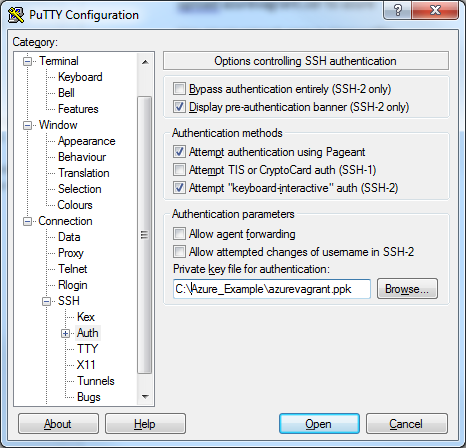 PuTTY Configuration
Category:
Terminal
Keyboard
Bell
Features
Window
Appearance
Behaviour
Translation
Selection
Colours
Connection
Data
Proxy
Telnet
Rlogin
SSH
Kex
Auth
TTY
X11
Tunnels
Bugs
Options controlling SSH authentication
Bypass authentication entirely (SSH-2 only)
Display pre-authentication banner (SSH-2 only)
Authentication methods
Attempt authentication using Pageant
Attempt TIS or CryptoCard auth (SSH-1)
Attempt "keyboard-interactive" auth (SSH-2)
Authentication parameters
Allow agent forwarding
Allow attempted changes of username in SSH-2
Private key file for authentication:
C:\Azure_Example\azurevagrant.ppk
Browse...
About
Help
Open
Cancel